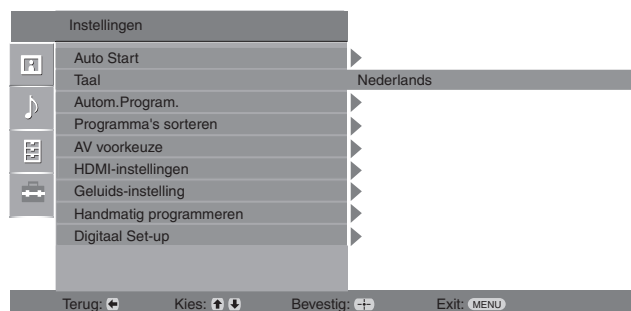 Instellingen
Auto Start
Taal Nederlands
Autom.Program.
Programma's sorteren
AV voorkeuze
HDMI-instellingen
Geluids-instelling
Handmatig programmeren
Digitaal Set-up
Terug: Kies: Bevestig: Exit: MENU